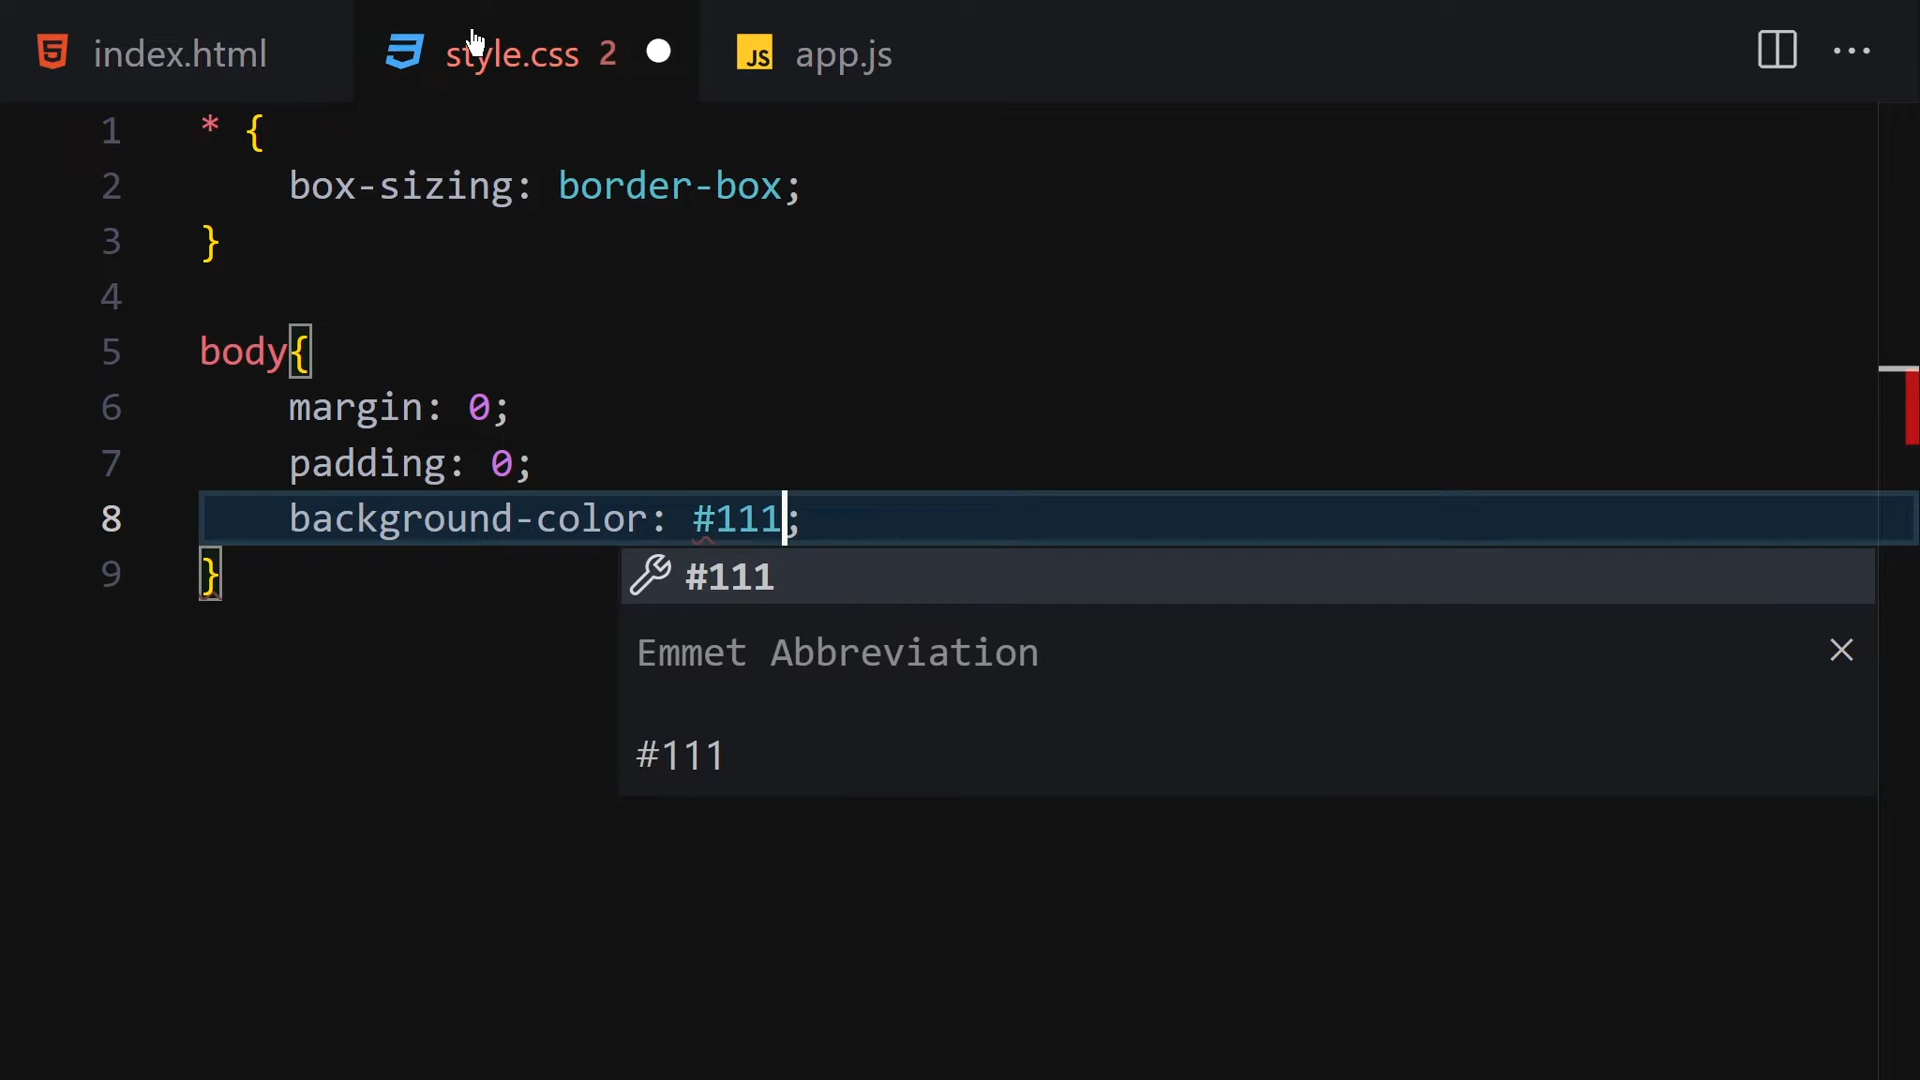 index.html style.css 2 JS app.js
1 * {
2 box-sizing: border-box;
3 }
4
5 body{
6 margin: 0;
7 padding: 0;
8 background-color: #111;
9 }
#111
Emmet Abbreviation
#111